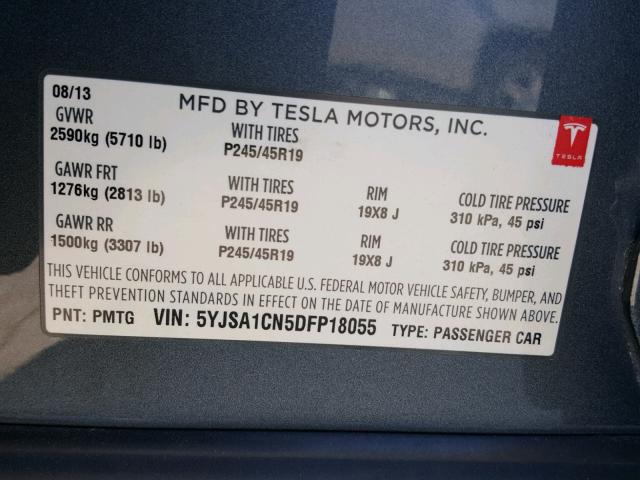 08/13
MFD BY TESLA MOTORS, INC.
GVWR
2590kg (5710 lb)
WITH TIRES
P245/45R19
TESLA
GAWR FRT
1276kg (2813 lb)
WITH TIRES
P245/45R19
RIM
19X8 J
COLD TIRE PRESSURE
310 kPa, 45 psi
GAWR RR
1500kg (3307 lb)
WITH TIRES
P245/45R19
RIM
19X8 J
COLD TIRE PRESSURE
310 kPa, 45 psi
THIS VEHICLE CONFORMS TO ALL APPLICABLE U.S. FEDERAL MOTOR VEHICLE SAFETY, BUMPER, AND
THEFT PREVENTION STANDARDS IN EFFECT ON THE DATE OF MANUFACTURE SHOWN ABOVE.
PNT: PMTG VIN: 5YJSA1CN5DFP18055 TYPE: PASSENGER CAR